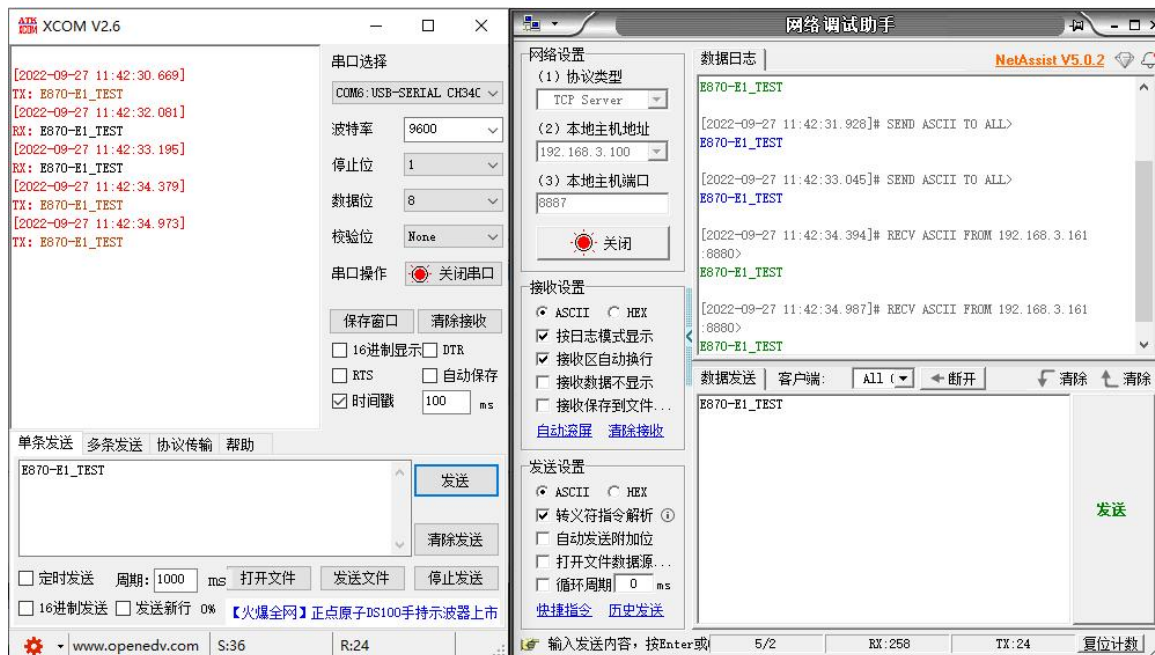 XCOM V2.6
[2022-09-27 11:42:30.669]
TX: E870-E1_TEST
[2022-09-27 11:42:32.081]
RX: E870-E1_TEST
[2022-09-27 11:42:33.195]
RX: E870-E1_TEST
[2022-09-27 11:42:34.379]
TX: E870-E1_TEST
[2022-09-27 11:42:34.973]
TX: E870-E1_TEST
串口选择
COM6:USB-SERIAL CH34C
波特率 9600
停止位 1
数据位 8
校验位 None
串口操作 关闭串口
保存窗口 清除接收
16进制显示 DTR
RTS 自动保存
时间戳 100 ms
单条发送 多条发送 协议传输 帮助
E870-E1_TEST
发送
清除发送
定时发送 周期: 1000 ms 打开文件 发送文件 停止发送
16进制发送 发送新行 0% 【火爆全网】正点原子DS100手持示波器上市
www.openedv.com S:36 R:24
网络调试助手
网络设置
(1) 协议类型
TCP Server
(2) 本地主机地址
192.168.3.100
(3) 本地主机端口
8887
关闭
接收设置
ASCII HEX
按日志模式显示
接收区自动换行
接收数据不显示
接收保存到文件...
自动滚屏 清除接收
发送设置
ASCII HEX
转义符指令解析
自动发送附加位
打开文件数据源...
循环周期 0 ms
快捷指令 历史发送
数据日志 NetAssist V5.0.2
E870-E1_TEST
[2022-09-27 11:42:31.928]# SEND ASCII TO ALL>
E870-E1_TEST
[2022-09-27 11:42:33.045]# SEND ASCII TO ALL>
E870-E1_TEST
[2022-09-27 11:42:34.394]# RECV ASCII FROM 192.168.3.161
:8880>
E870-E1_TEST
[2022-09-27 11:42:34.987]# RECV ASCII FROM 192.168.3.161
:8880>
E870-E1_TEST
数据发送 客户端: All ( 断开 清除 清除
E870-E1_TEST
发送
输入发送内容，按Enter或 5/2 RX:258 TX:24 复位计数